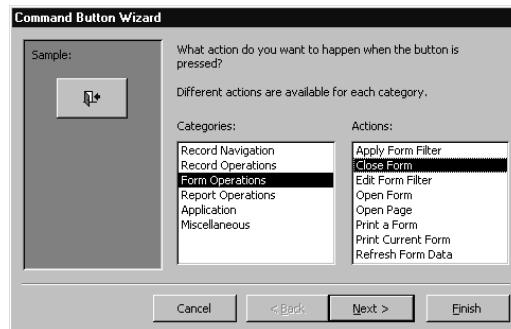 Command Button Wizard
Sample:
What action do you want to happen when the button is
pressed?
Different actions are available for each category.
Categories:
Record Navigation
Record Operations
Form Operations
Report Operations
Application
Miscellaneous
Actions:
Apply Form Filter
Close Form
Edit Form Filter
Open Form
Open Page
Print a Form
Print Current Form
Refresh Form Data
Cancel
< Back
Next >
Finish